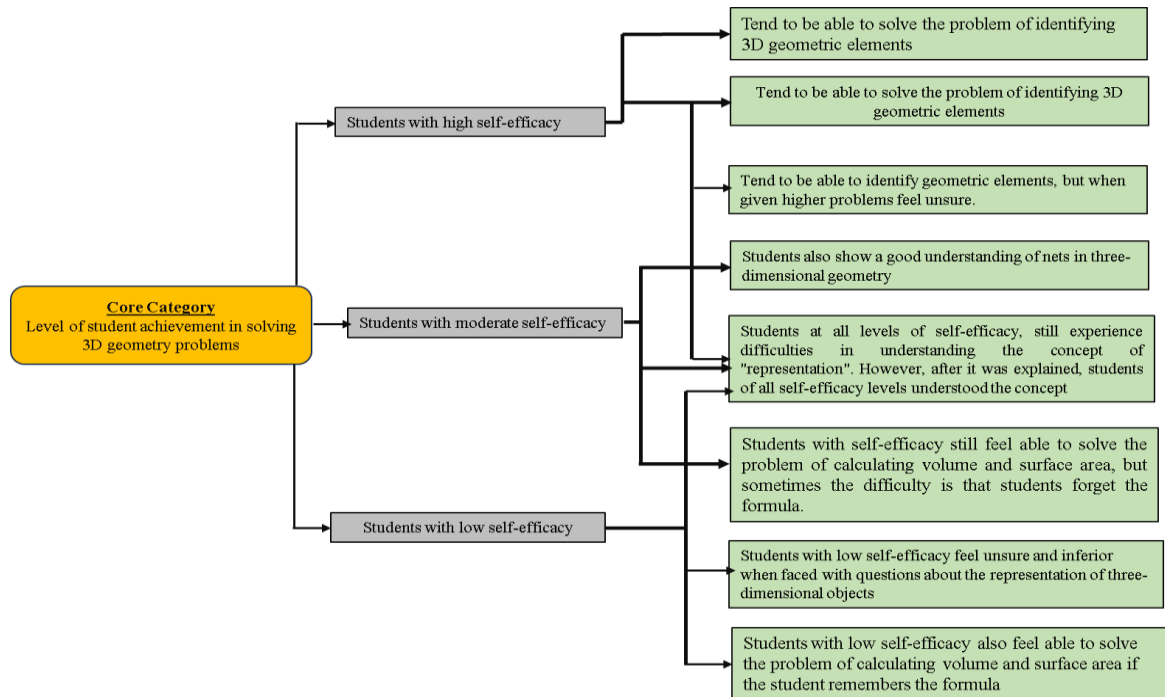 Tend to be able to solve the problem of identifying
3D geometric elements
Tend to be able to solve the problem of identifying 3D
geometric elements
Students with high self-efficacy
Tend to be able to identify geometric elements, but when
given higher problems feel unsure.
Students also show a good understanding of nets in three-
dimensional geometry
Core Category
Level of student achievement in solving
3D geometry problems
Students with moderate self-efficacy
Students at all levels of self-efficacy, still experience
difficulties in understanding the concept of
"representation". However, after it was explained, students
of all self-efficacy levels understood the concept
Students with self-efficacy still feel able to solve the
problem of calculating volume and surface area, but
sometimes the difficulty is that students forget the
formula.
Students with low self-efficacy
Students with low self-efficacy feel unsure and inferior
when faced with questions about the representation of three-
dimensional objects
Students with low self-efficacy also feel able to solve
the problem of calculating volume and surface area if
the student remembers the formula